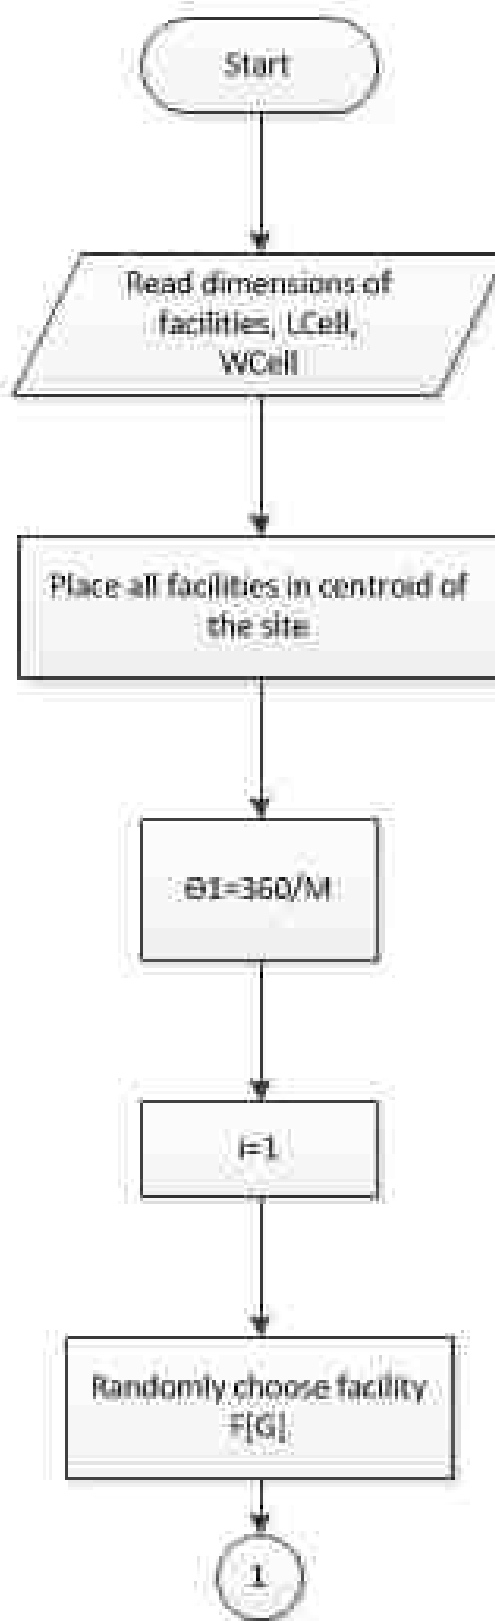 Start
Read dimensions of
facilities, LCell,
WCell
Place all facilities in centroid of
the site
Θ1=360/M
i=1
Randomly choose facility
F[G]
1